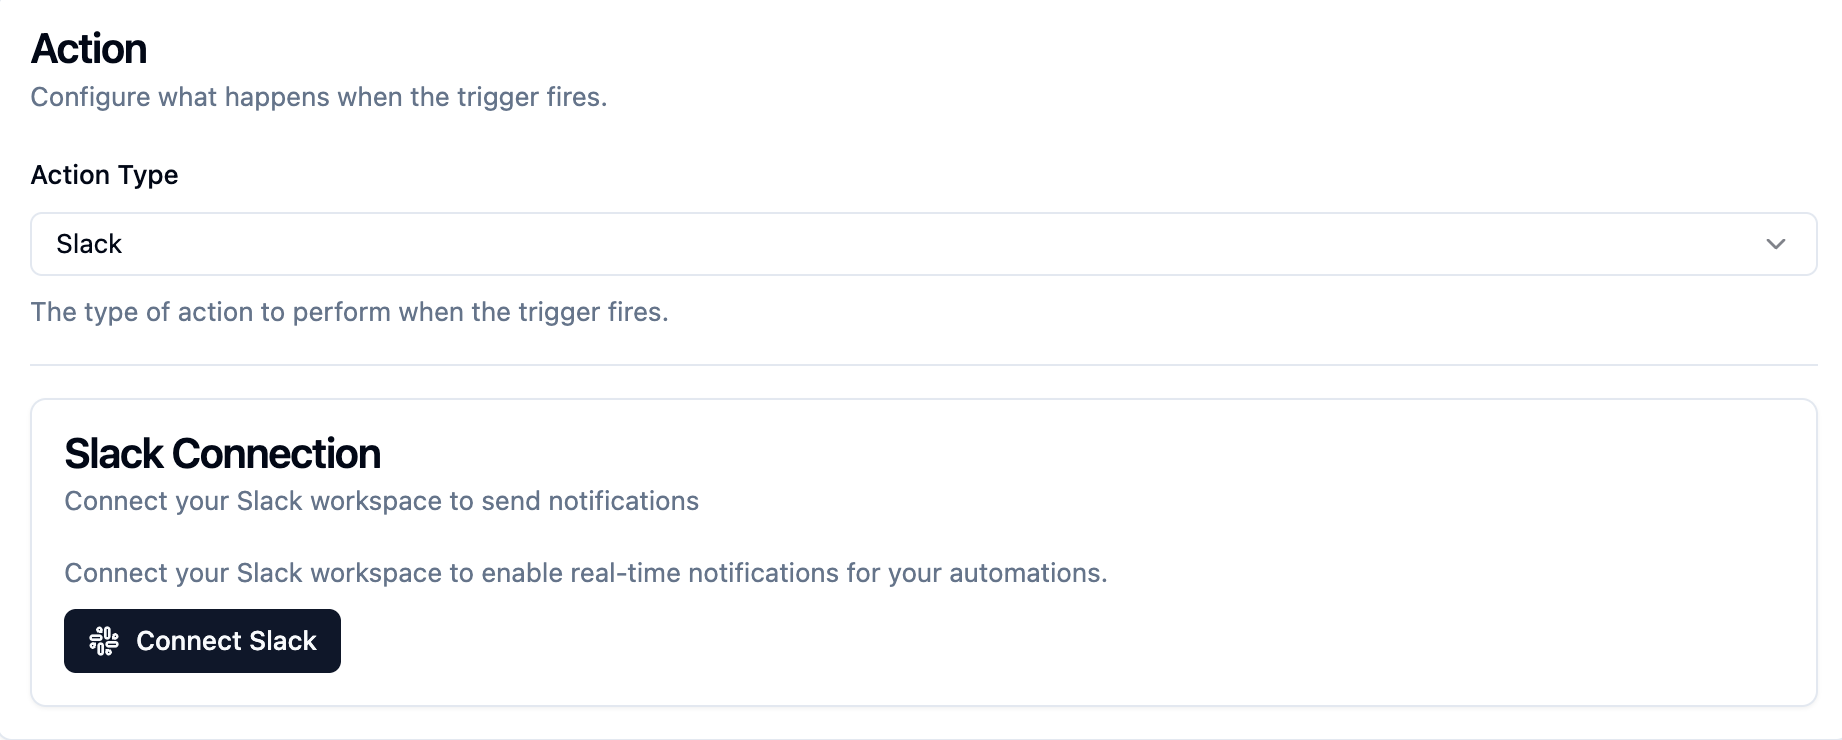 Action
Configure what happens when the trigger fires.
Action Type
Slack
The type of action to perform when the trigger fires.
Slack Connection
Connect your Slack workspace to send notifications
Connect your Slack workspace to enable real-time notifications for your automations.
Connect Slack